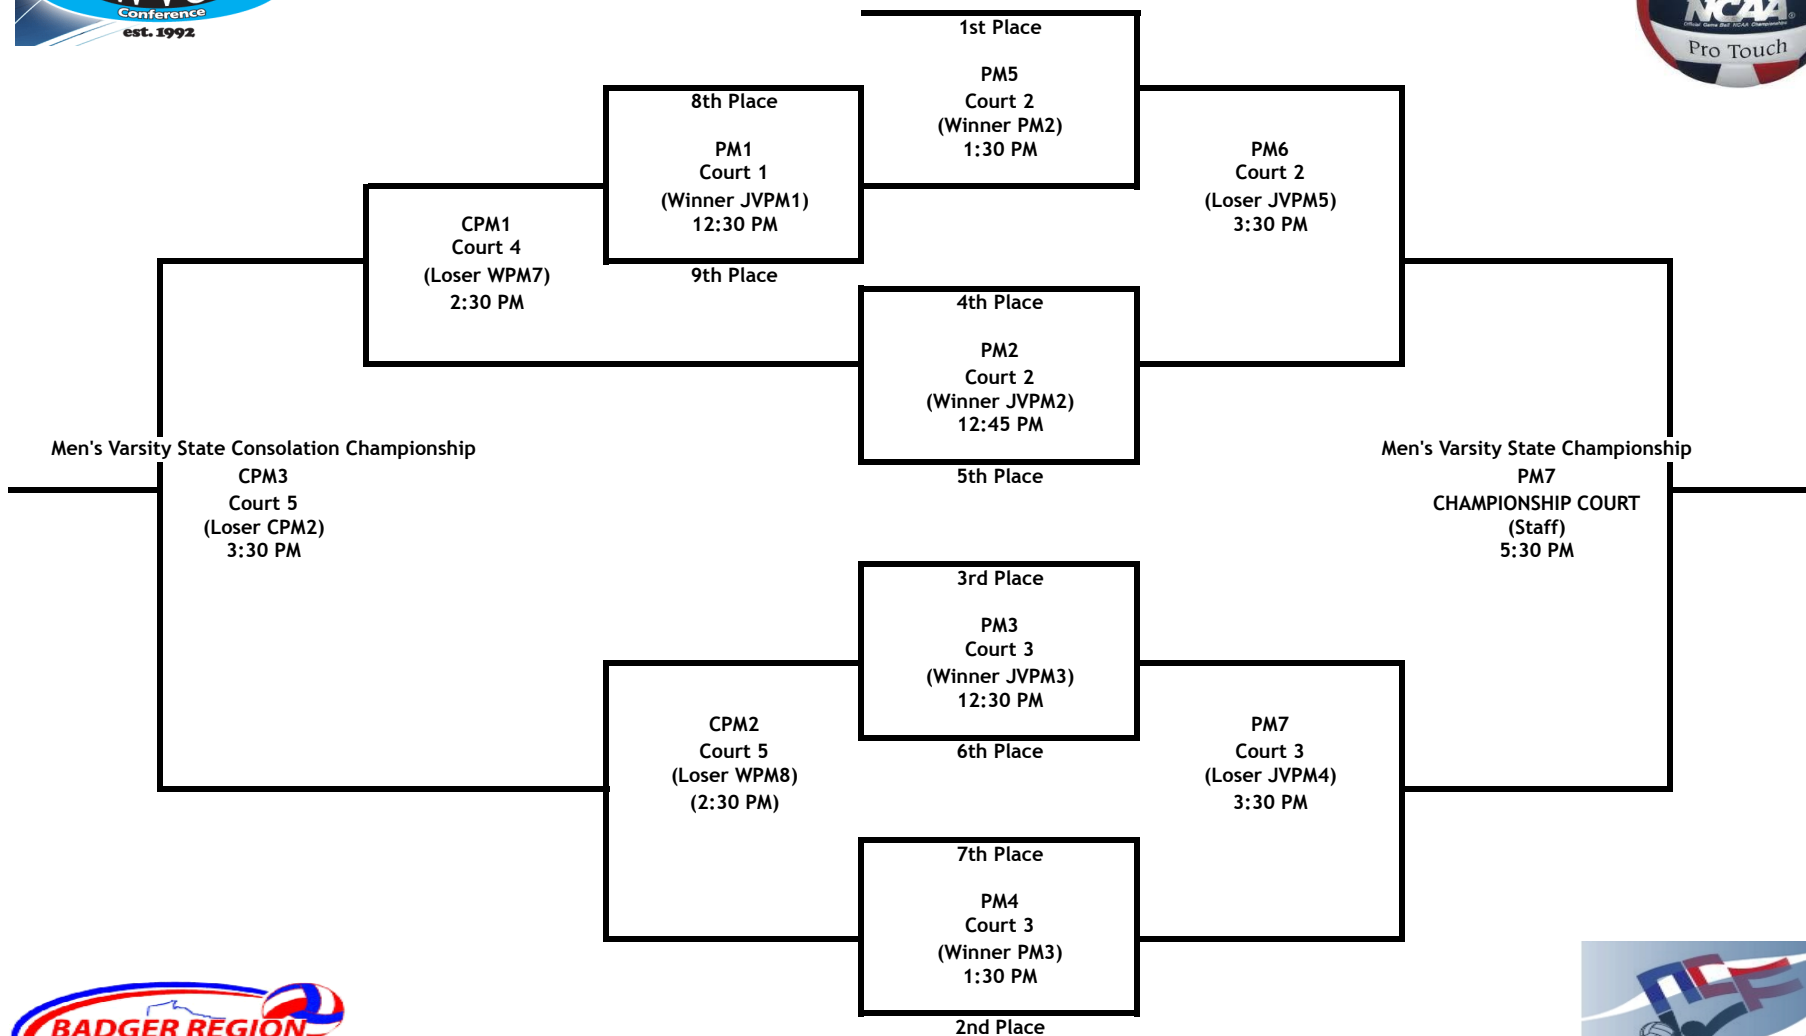 Conference
est. 1992
NCAA
Pro Touch
1st Place
PM5
Court 2
(Winner PM2)
1:30 PM
8th Place
PM1
Court 1
(Winner JVPM1)
12:30 PM
9th Place
PM6
Court 2
(Loser JVPM5)
3:30 PM
CPM1
Court 4
(Loser WPM7)
2:30 PM
4th Place
PM2
Court 2
(Winner JVPM2)
12:45 PM
5th Place
Men's Varsity State Consolation Championship
CPM3
Court 5
(Loser CPM2)
3:30 PM
Men's Varsity State Championship
PM7
CHAMPIONSHIP COURT
(Staff)
5:30 PM
3rd Place
PM3
Court 3
(Winner JVPM3)
12:30 PM
6th Place
CPM2
Court 5
(Loser WPM8)
(2:30 PM)
PM7
Court 3
(Loser JVPM4)
3:30 PM
7th Place
PM4
Court 3
(Winner PM3)
1:30 PM
2nd Place
BADGER REGION